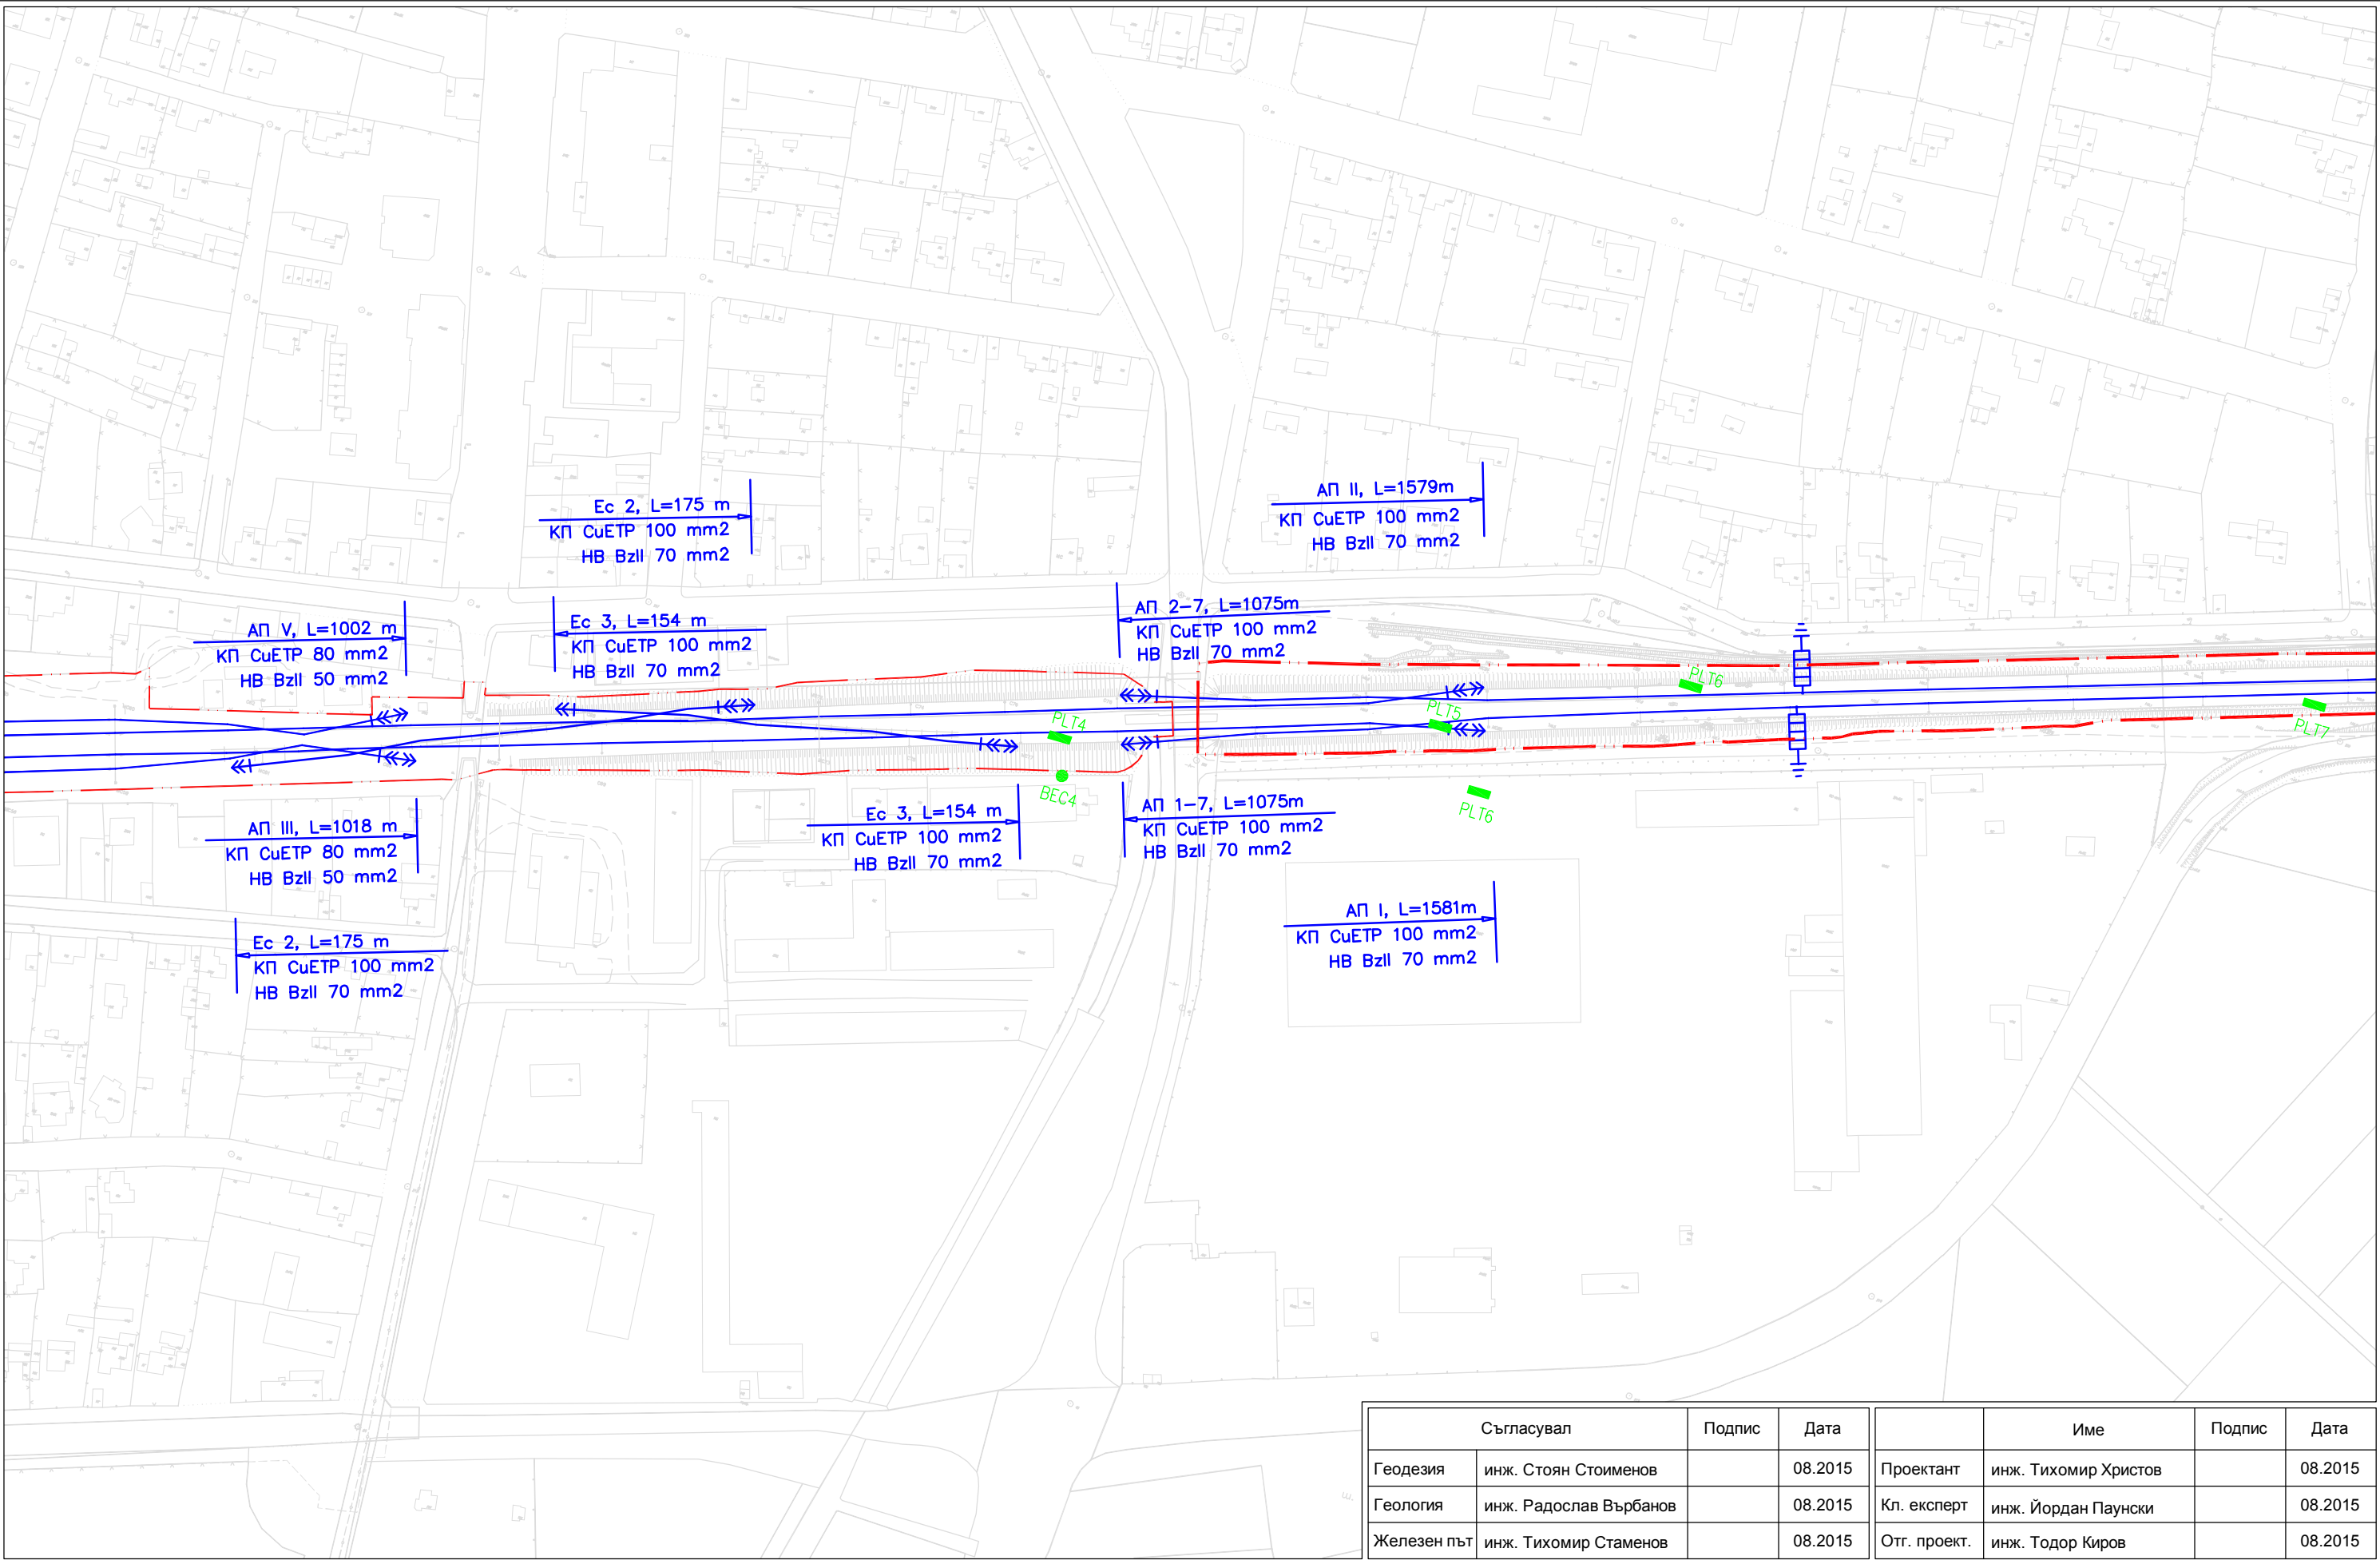 Ec 2, L=175 m
КП CuETP 100 mm2
НВ BzII 70 mm2
АП II, L=1579m
КП CuETP 100 mm2
НВ BzII 70 mm2
АП V, L=1002 m
КП CuETP 80 mm2
НВ BzII 50 mm2
Ec 3, L=154 m
КП CuETP 100 mm2
НВ BzII 70 mm2
АП 2-7, L=1075m
КП CuETP 100 mm2
НВ BzII 70 mm2
PLT6
PLT4
PLT5
PLT7
BEC4
PLT6
АП III, L=1018 m
КП CuETP 80 mm2
НВ BzII 50 mm2
Ec 3, L=154 m
КП CuETP 100 mm2
НВ BzII 70 mm2
АП 1-7, L=1075m
КП CuETP 100 mm2
НВ BzII 70 mm2
АП I, L=1581m
КП CuETP 100 mm2
НВ BzII 70 mm2
Ec 2, L=175 m
КП CuETP 100 mm2
НВ BzII 70 mm2
Съгласувал Подпис Дата Име Подпис Дата
Геодезия инж. Стоян Стоименов 08.2015 Проектант инж. Тихомир Христов 08.2015
Геология инж. Радослав Върбанов 08.2015 Кл. експерт инж. Йордан Паунски 08.2015
Железен път инж. Тихомир Стаменов 08.2015 Отг. проект. инж. Тодор Киров 08.2015